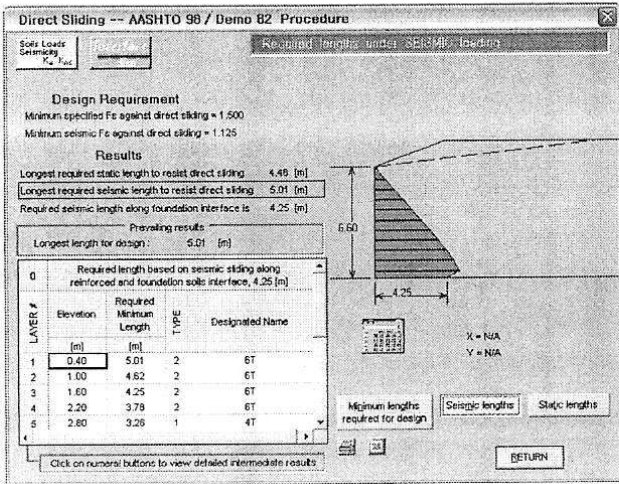 Direct Sliding -- AASHTO 98 / Demo 82 Procedure
Soils Loads
Seismicity
Required lengths under SEISMIC loading
Design Requirement
Minimum specified Fs against direct sliding = 1.500
Minimum seismic Fs against direct sliding = 1.125
Results
Longest required static length to resist direct sliding 4.48 [m]
Longest required seismic length to resist direct sliding 5.01 [m]
Required seismic length along foundation interface is 4.25 [m]
Prevailing results
Longest length for design: 5.01 [m]
0 Required length based on seismic sliding along
reinforced and foundation soils interface, 4.25 [m]
LAYER # Elevation Required Minimum Length TYPE Designated Name
[m] [m]
1 0.40 5.01 2 6T
2 1.00 4.62 2 6T
3 1.60 4.25 2 6T
4 2.20 3.78 2 6T
5 2.80 3.26 1 4T
Click on numeral buttons to view detailed intermediate results
6.60
4.25
X = N/A
Y = N/A
Minimum lengths
required for design
Seismic lengths
Static lengths
RETURN